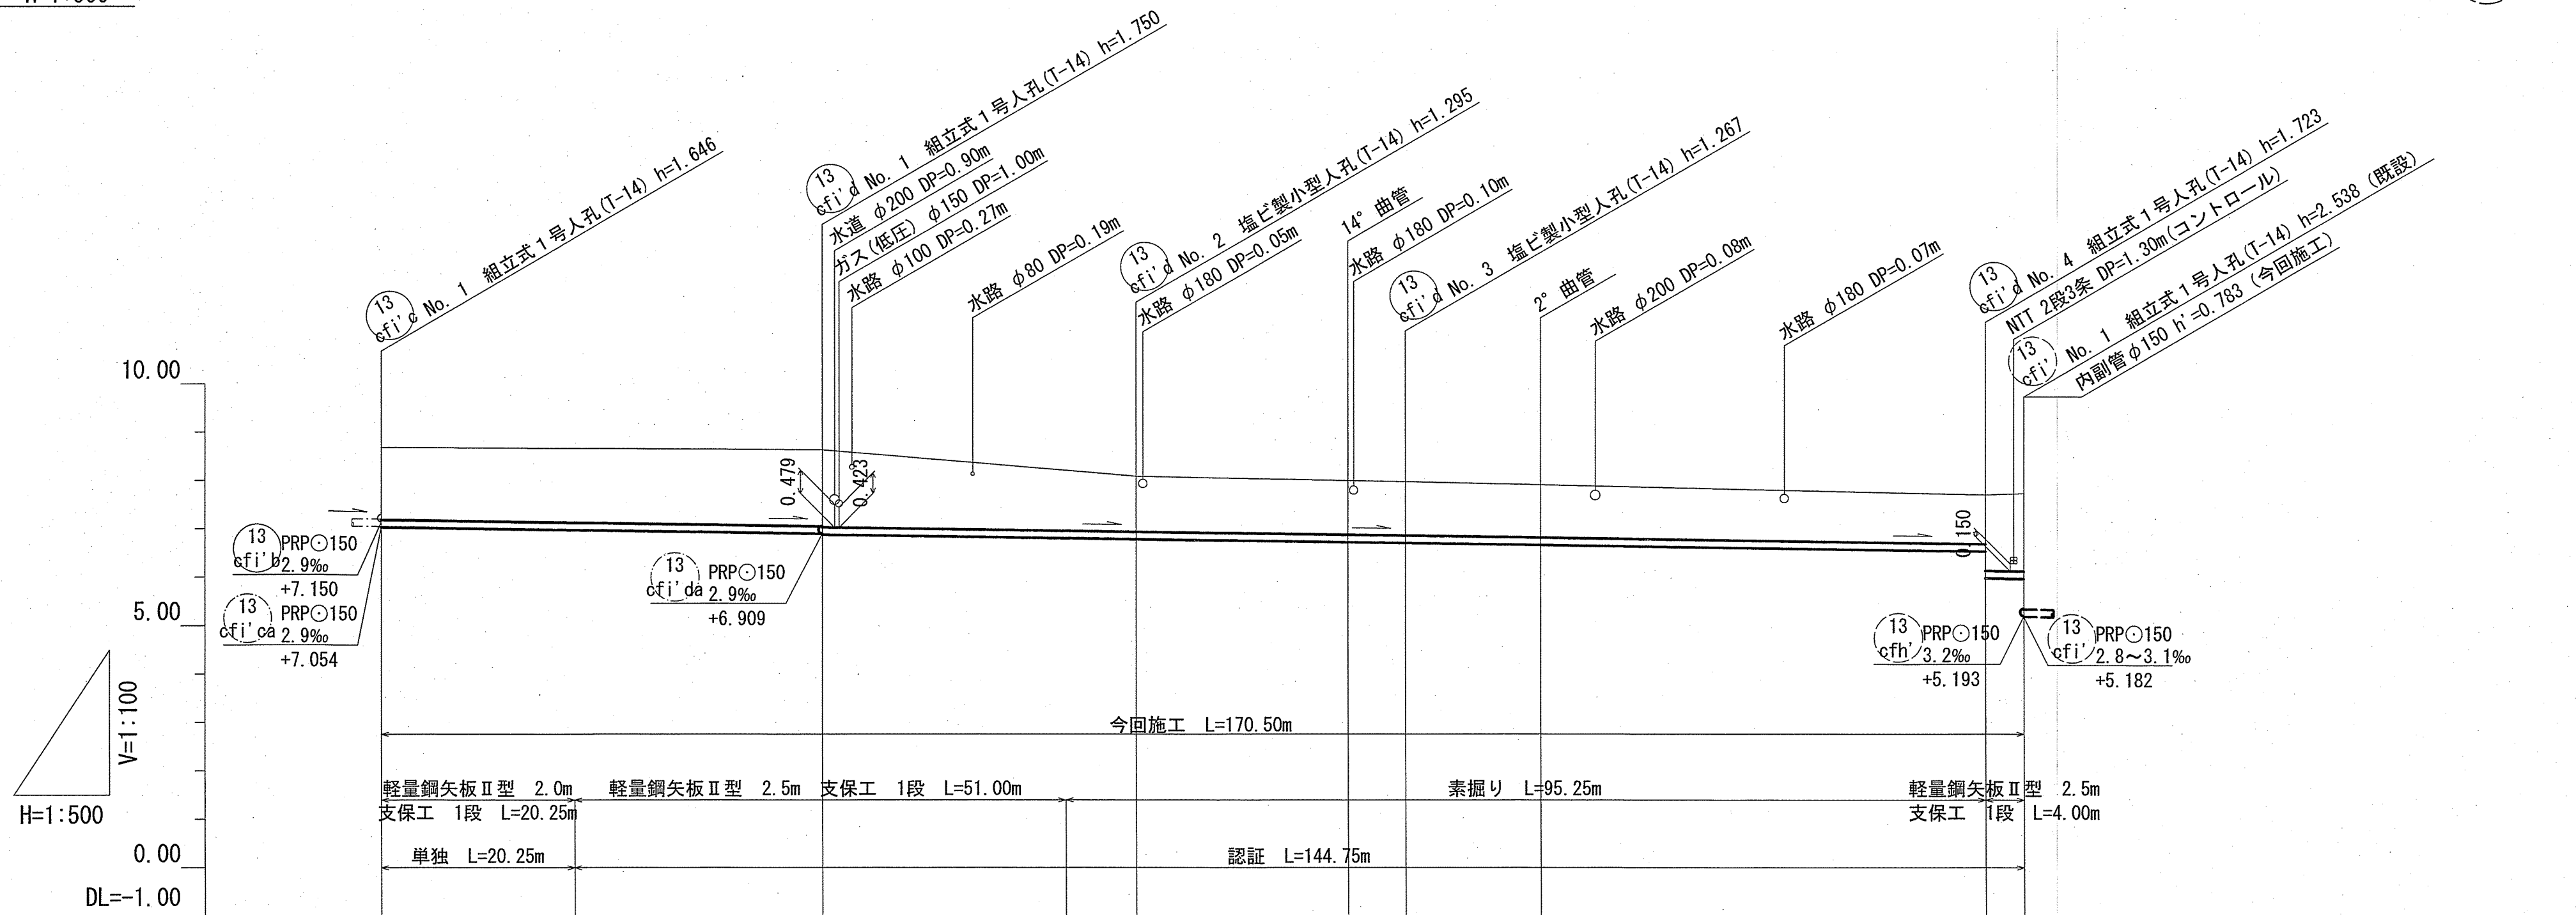 13
cfi'c No. 1 組立式1号人孔(T-14) h=1.646
13
cfi'd No. 1 組立式1号人孔(T-14) h=1.750
水道 φ200 DP=0.90m
ガス(低圧) φ150 DP=1.00m
水路 φ100 DP=0.27m
水路 φ80 DP=0.19m
13
cfi'd No. 2 塩ビ製小型人孔(T-14) h=1.295
水路 φ180 DP=0.05m
14° 曲管
水路 φ180 DP=0.10m
13
cfi'd No. 3 塩ビ製小型人孔(T-14) h=1.267
2° 曲管
水路 φ200 DP=0.08m
水路 φ180 DP=0.07m
13
cfi'd No. 4 組立式1号人孔(T-14) h=1.723
NTT 2段3条 DP=1.30m(コントロール)
13
cfi' No. 1 組立式1号人孔(T-14) h=2.538 (既設)
内副管φ150 h'=0.783 (今回施工)
10.00
5.00
0.00
DL=-1.00
V=1:100
H=1:500
0.479
0.423
0.150
13
cfi'b PRP⊙150
2.9‰
+7.150
13
cfi'ca PRP⊙150
2.9‰
+7.054
13
cfi'da PRP⊙150
2.9‰
+6.909
13
cfh' PRP⊙150
3.2‰
+5.193
13
cfi' PRP⊙150
2.8～3.1‰
+5.182
今回施工 L=170.50m
軽量鋼矢板Ⅱ型 2.0m
支保工 1段 L=20.25m
軽量鋼矢板Ⅱ型 2.5m 支保工 1段 L=51.00m
素掘り L=95.25m
軽量鋼矢板Ⅱ型 2.5m
支保工 1段 L=4.00m
単独 L=20.25m
認証 L=144.75m